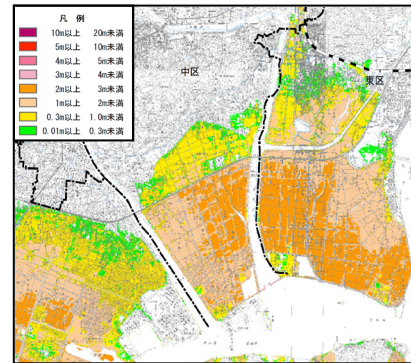 凡 例
10m以上 20m未満
5m以上 10m未満
4m以上 5m未満
3m以上 4m未満
2m以上 3m未満
1m以上 2m未満
0.3m以上 1.0m未満
0.01m以上 0.3m未満
中区
東区